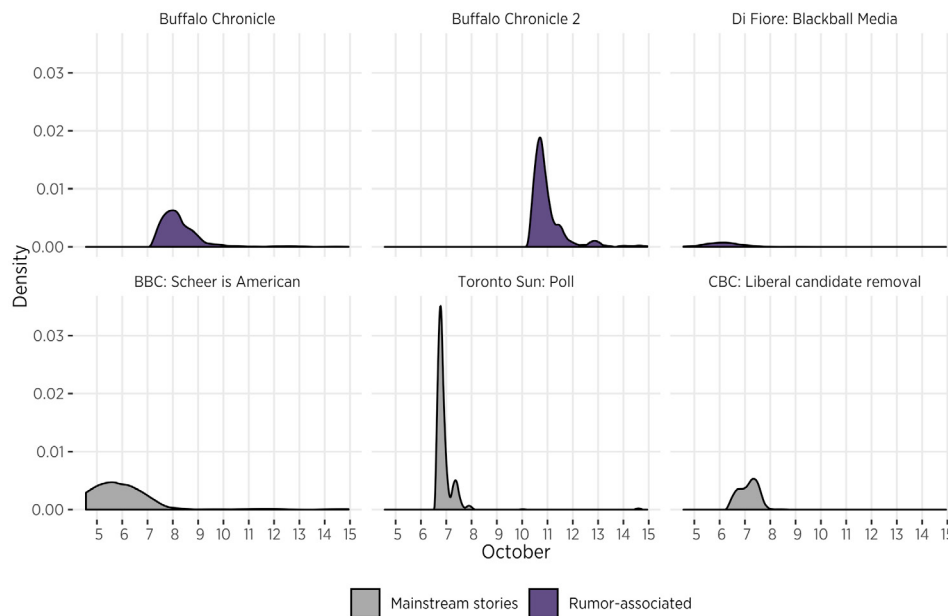 Buffalo Chronicle Buffalo Chronicle 2 Di Fiore: Blackball Media
0.03
0.02
0.01
0.00
Density
BBC: Scheer is American Toronto Sun: Poll CBC: Liberal candidate removal
0.03
0.02
0.01
0.00
5 6 7 8 9 10 11 12 13 14 15 5 6 7 8 9 10 11 12 13 14 15 5 6 7 8 9 10 11 12 13 14
October
Mainstream stories Rumor-associated